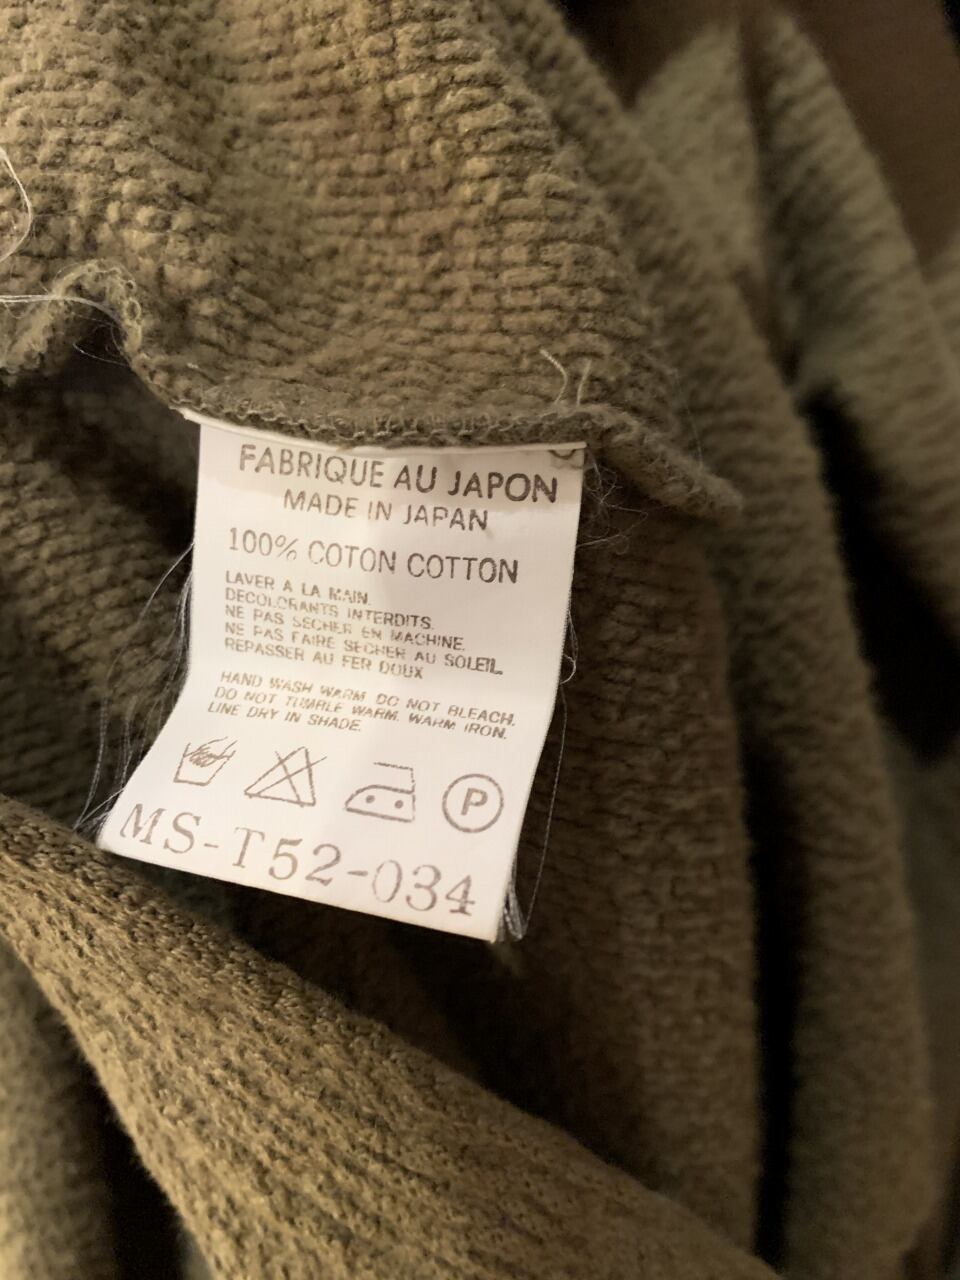 FABRIQUE AU JAPON
MADE IN JAPAN
100% COTON COTTON
LAVER A LA MAIN.
DECOLORANTS INTERDITS.
NE PAS SECHER EN MACHINE.
NE PAS FAIRE SECHER AU SOLEIL.
REPASSER AU FER DOUX
HAND WASH WARM. DO NOT BLEACH.
DO NOT TUMBLE WARM. WARM IRON.
LINE DRY IN SHADE.
P
MS-T52-034